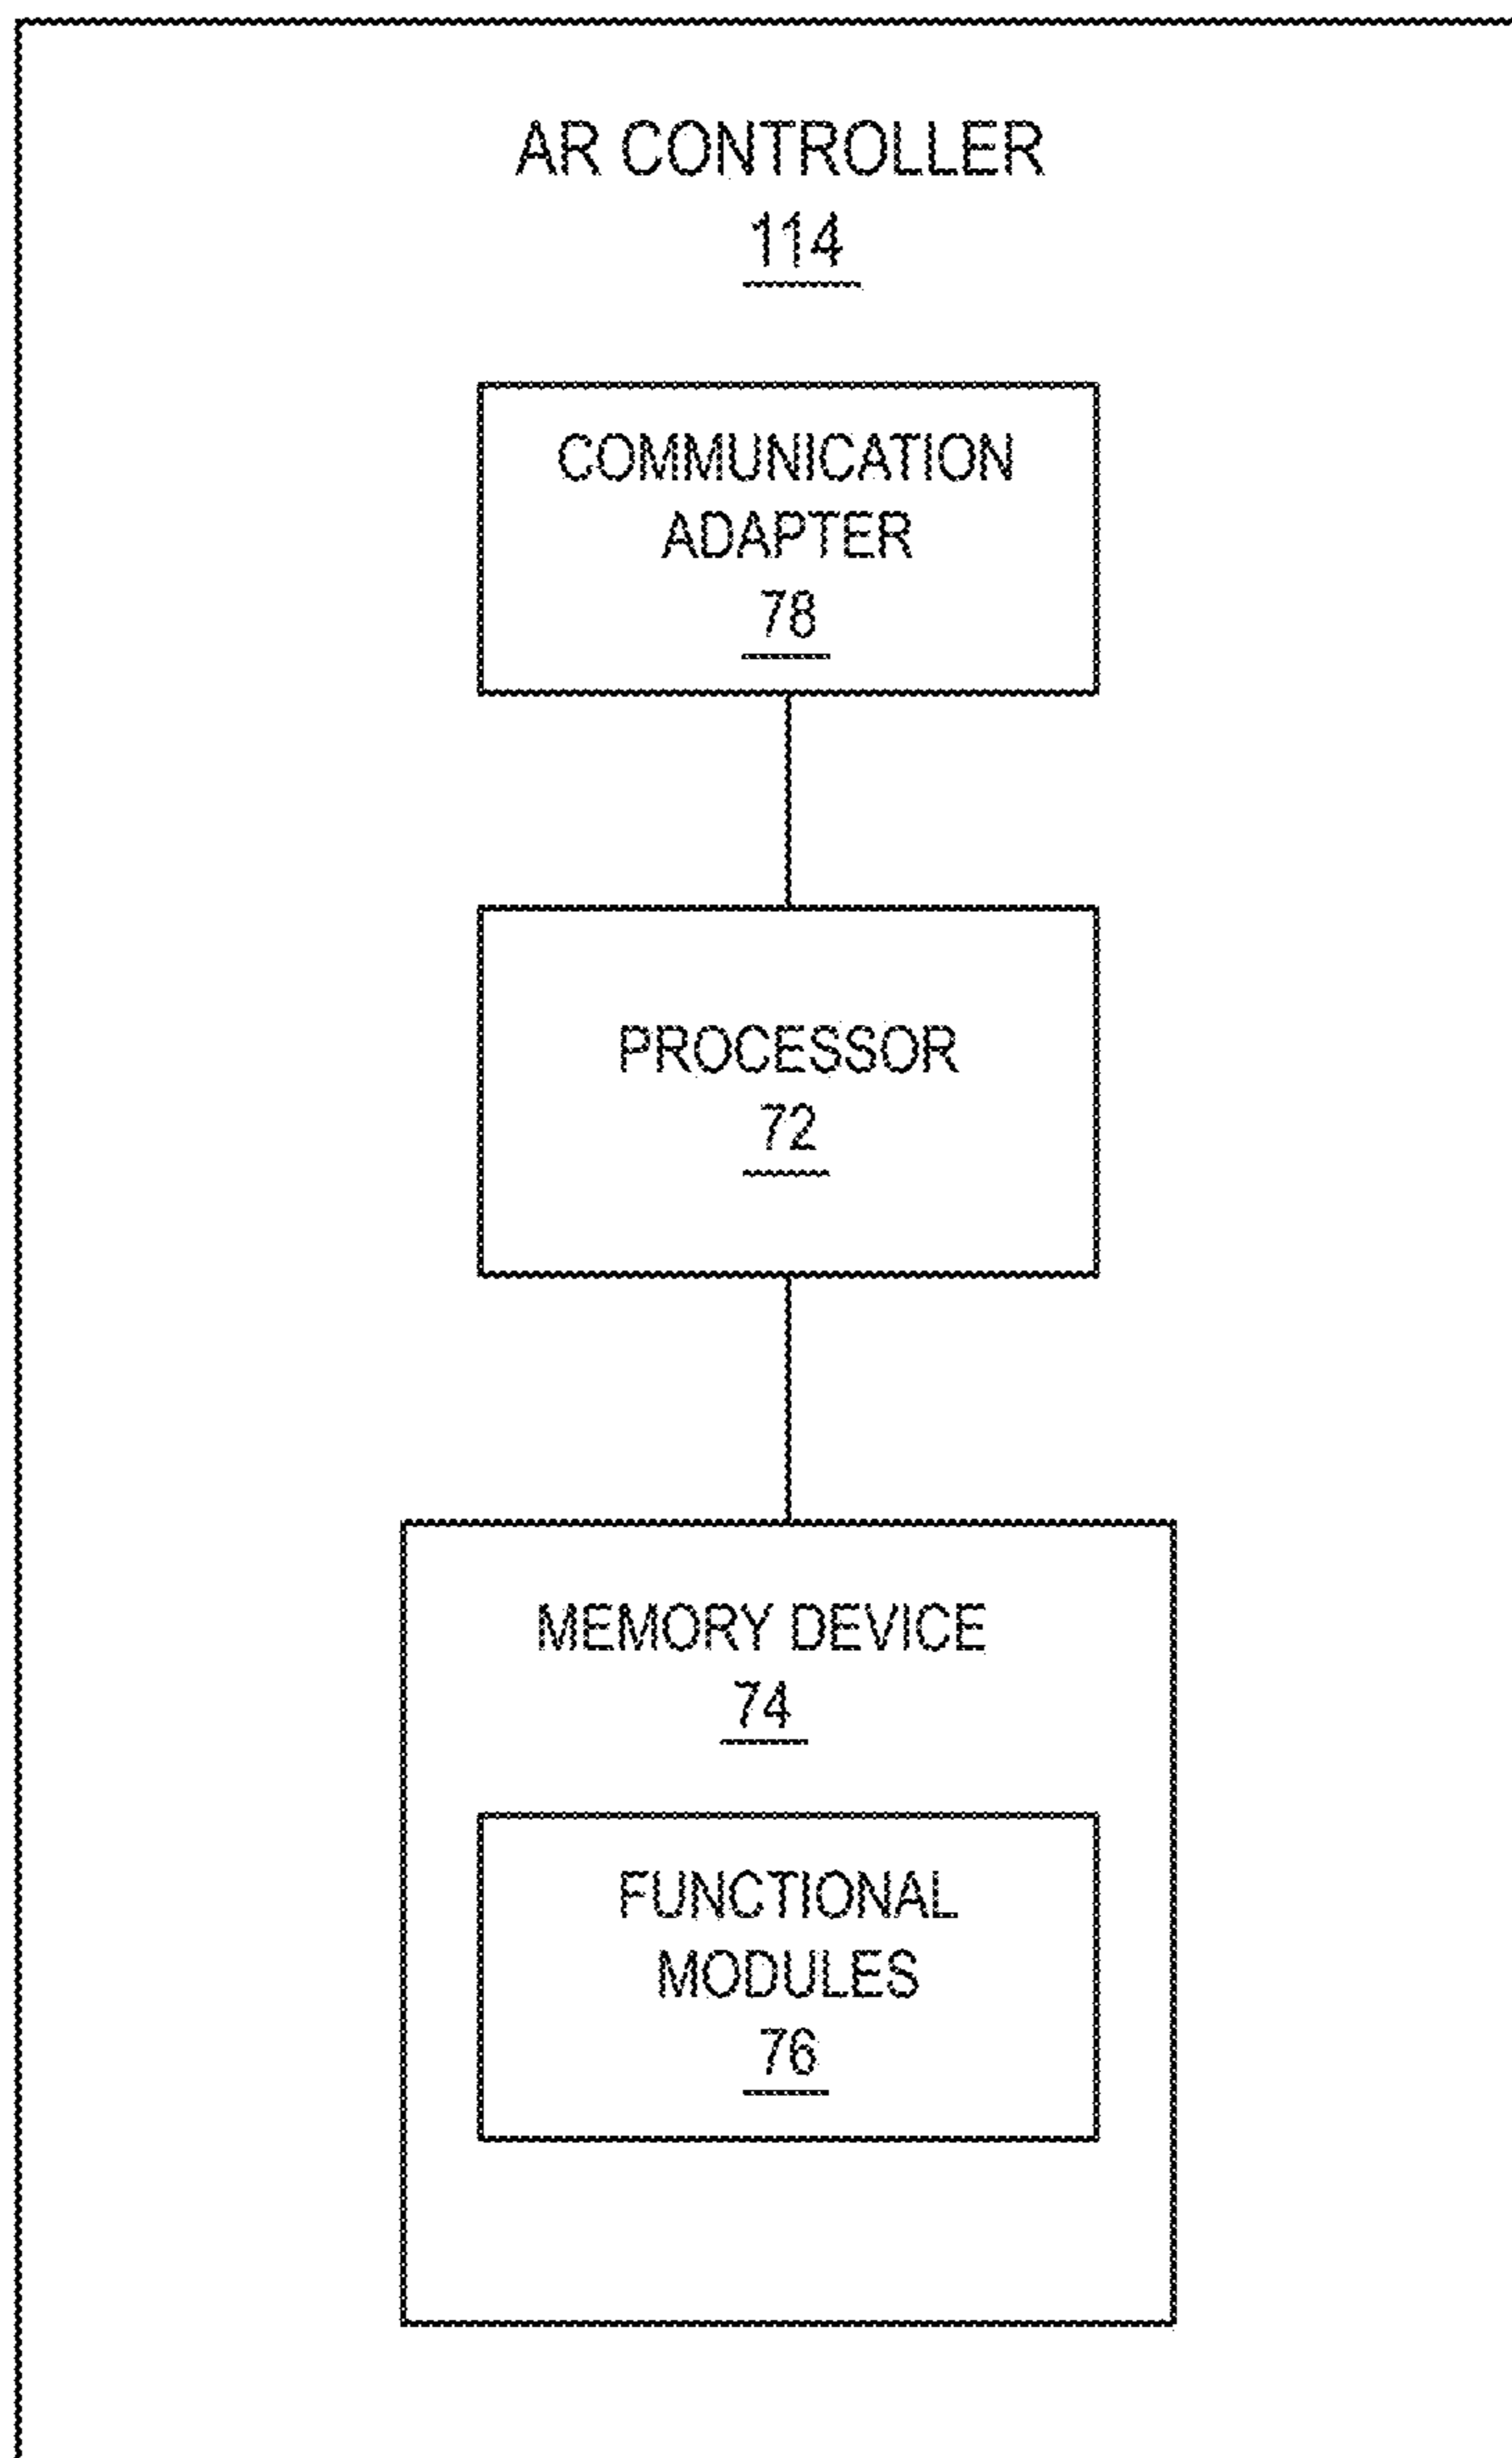 AR CONTROLLER
114
COMMUNICATION
ADAPTER
78
PROCESSOR
72
MEMORY DEVICE
74
FUNCTIONAL
MODULES
76